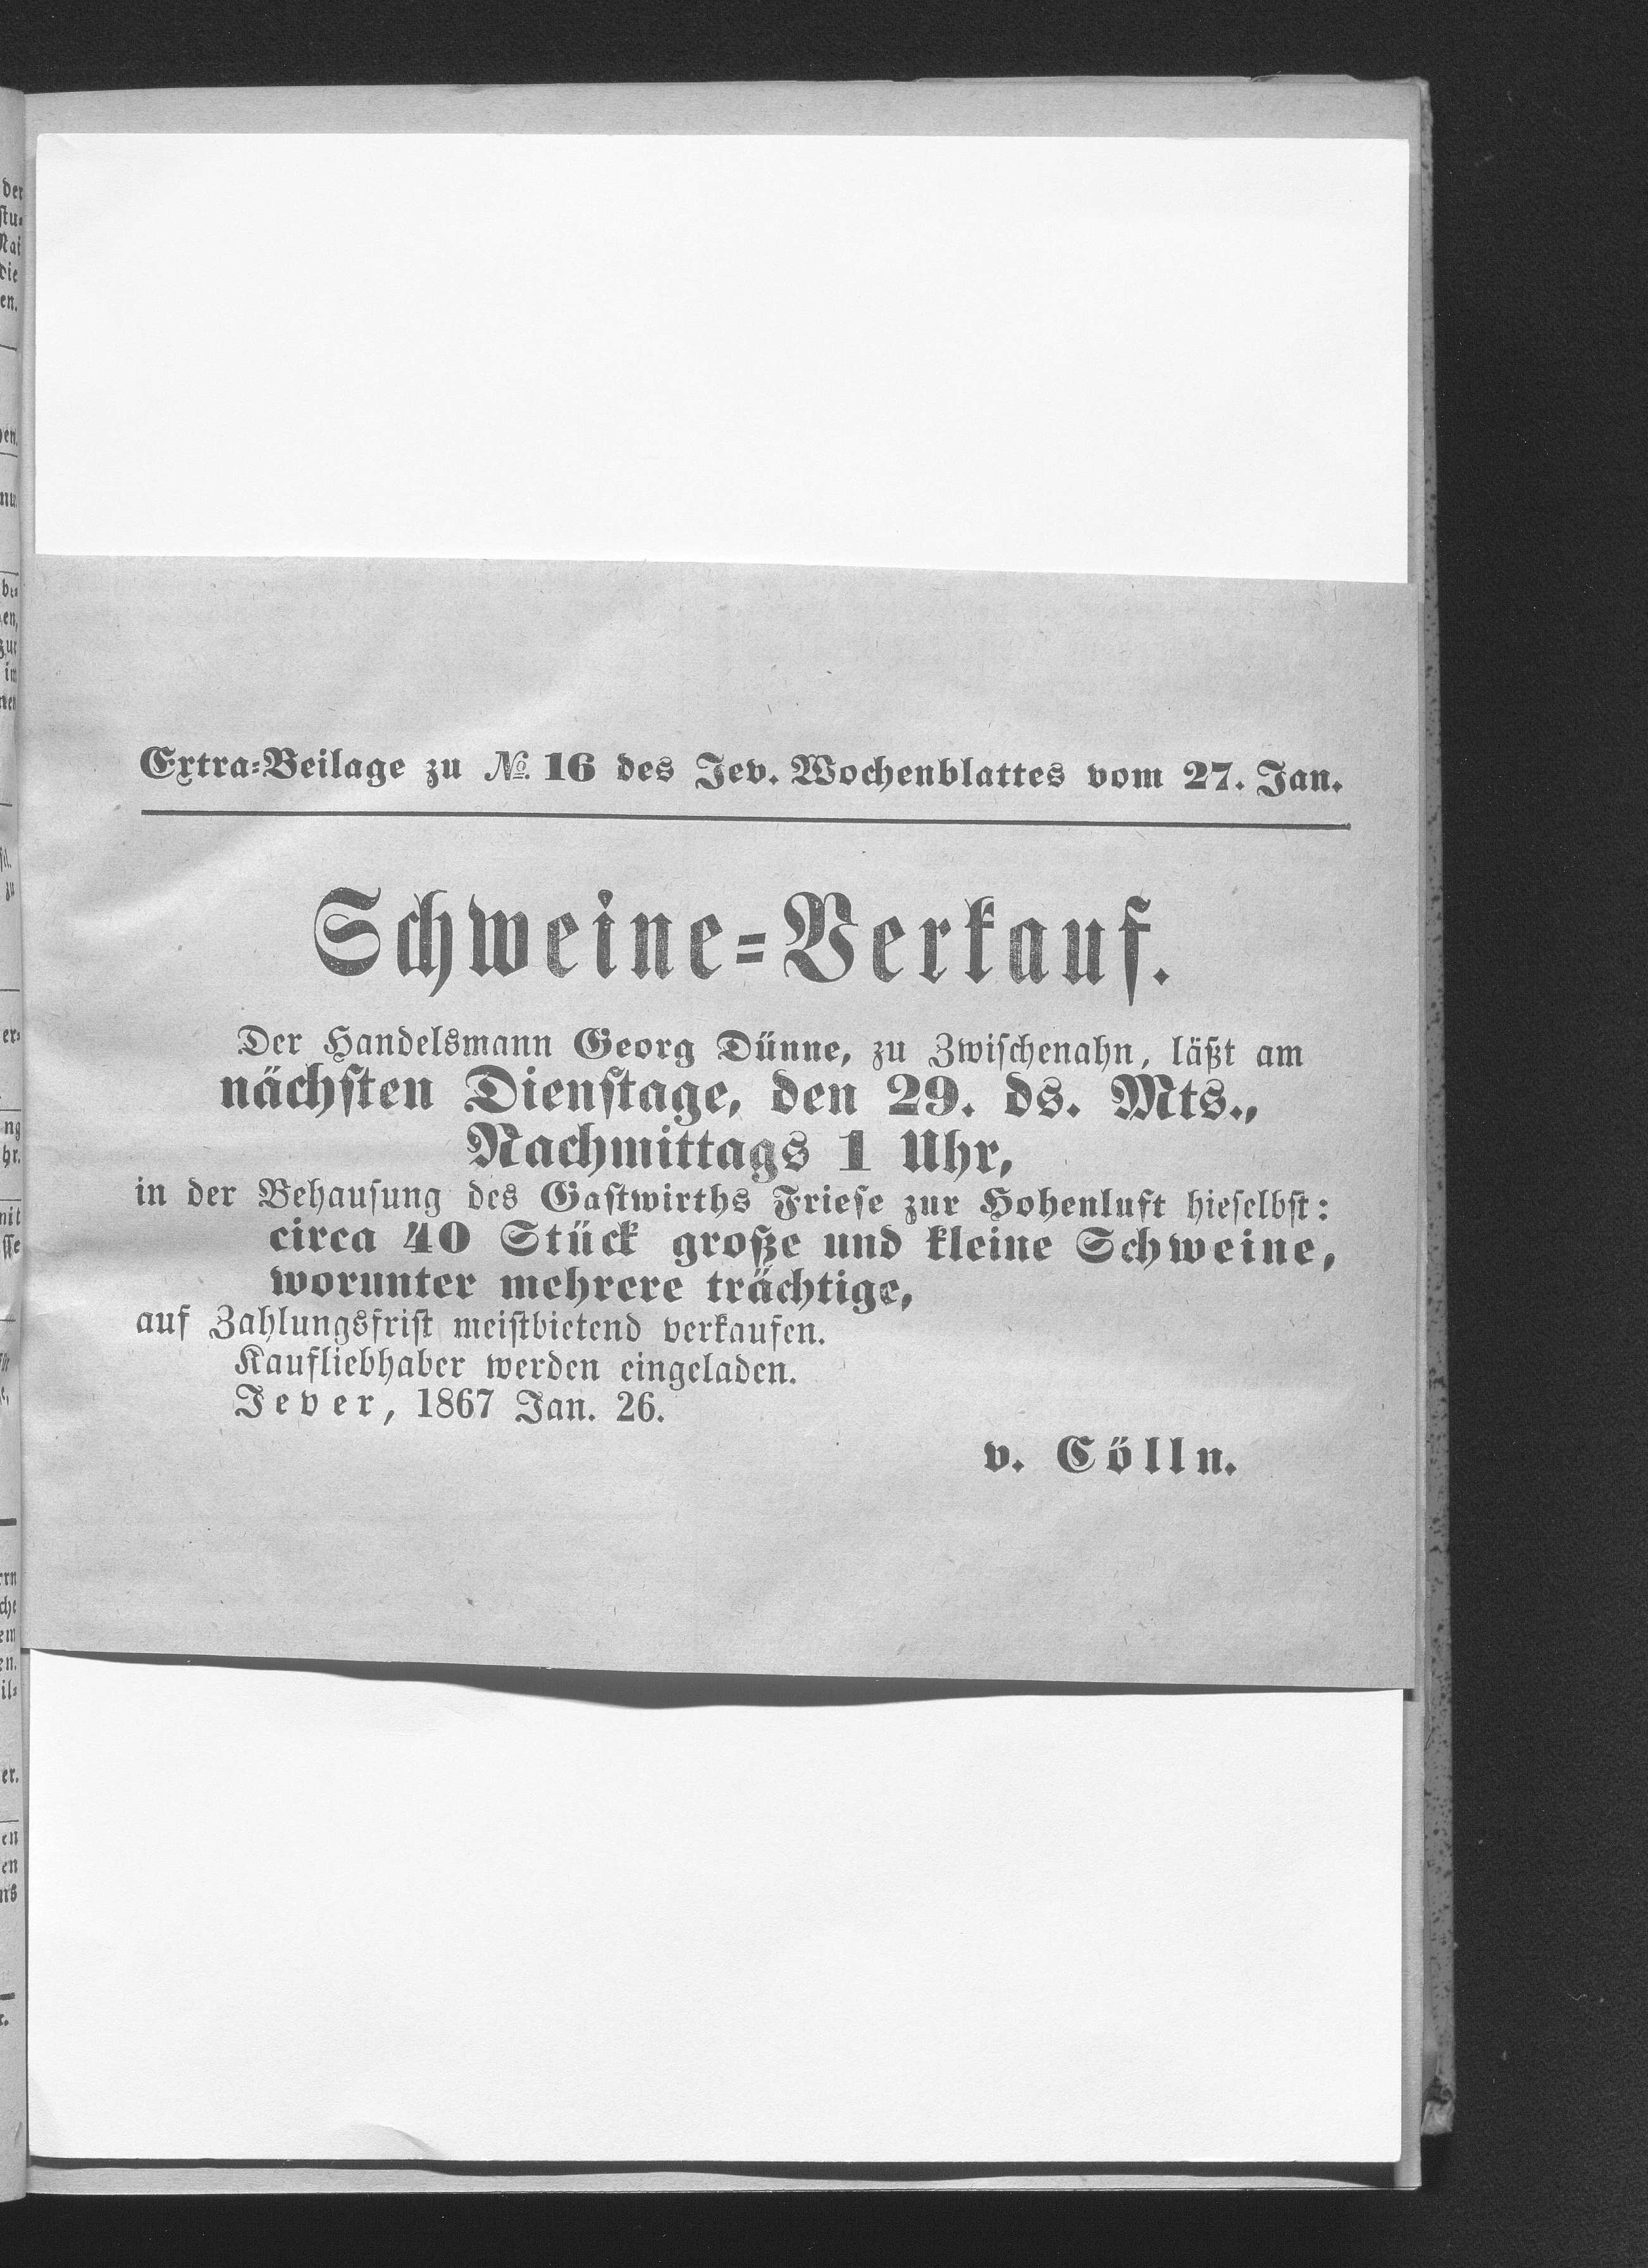 Extra-Beilage zu №. 16 des Jev. Wochenblattes vom 27. Jan.
Schweine-Verkauf.
Der Handelsmann Georg Dünne, zu Zwischenahn, läßt am
nächsten Dienstage, den 29. ds. Mts.,
Nachmittags 1 Uhr,
in der Behausung des Gastwirths Friese zur Hohenluft hieselbst:
circa 40 Stück große und kleine Schweine,
worunter mehrere trächtige,
auf Zahlungsfrist meistbietend verkaufen.
Kaufliebhaber werden eingeladen.
Jever, 1867 Jan. 26.
v. Cölln.